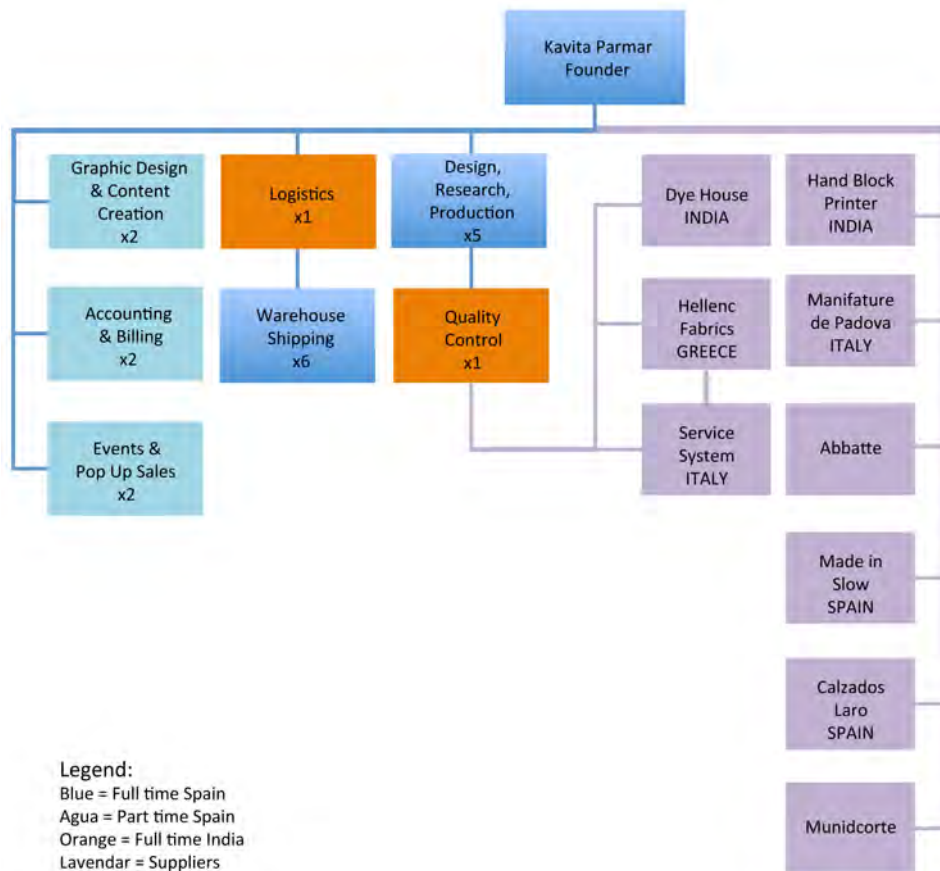 Kavita Parmar
Founder
Graphic Design
& Content
Creation
x2
Logistics
x1
Design,
Research,
Production
x5
Dye House
INDIA
Hand Block
Printer
INDIA
Accounting
& Billing
x2
Warehouse
Shipping
x6
Quality
Control
x1
Hellenc
Fabrics
GREECE
Manifature
de Padova
ITALY
Events &
Pop Up Sales
x2
Service
System
ITALY
Abbatte
Made in
Slow
SPAIN
Calzados
Laro
SPAIN
Munidcorte
Legend:
Blue = Full time Spain
Agua = Part time Spain
Orange = Full time India
Lavendar = Suppliers